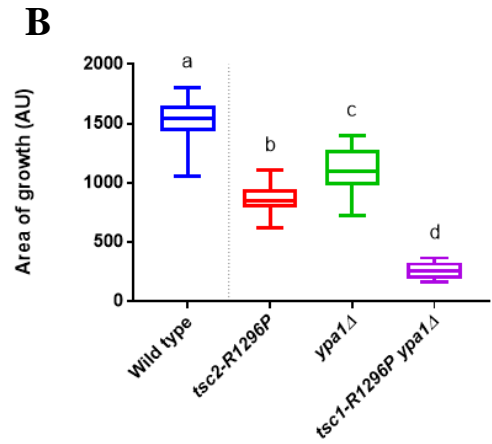 B
Area of growth (AU)
2000
1500
1000
500
0
a
b
c
d
Wild type
tsc2-R1296P
ypa1Δ
tsc1-R1296P ypa1Δ